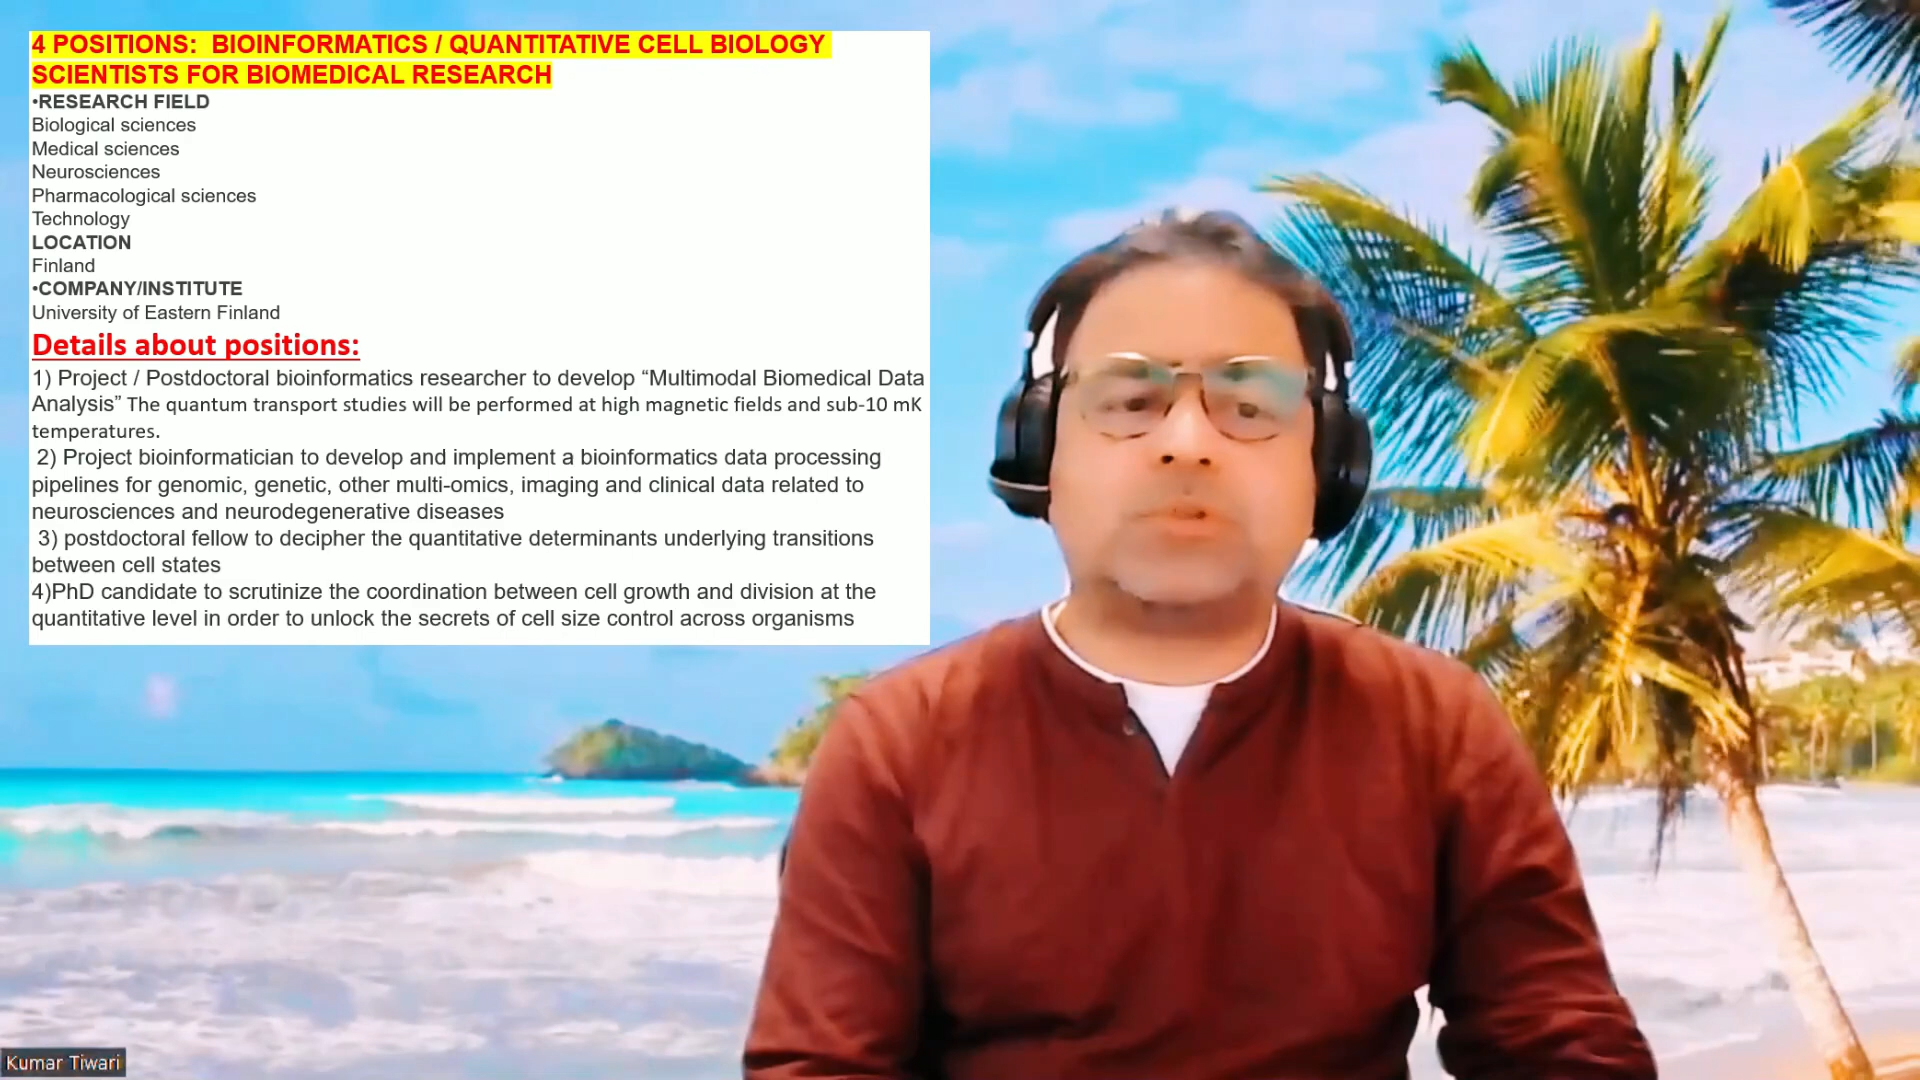 4 POSITIONS: BIOINFORMATICS / QUANTITATIVE CELL BIOLOGY
SCIENTISTS FOR BIOMEDICAL RESEARCH
•RESEARCH FIELD
Biological sciences
Medical sciences
Neurosciences
Pharmacological sciences
Technology
LOCATION
Finland
•COMPANY/INSTITUTE
University of Eastern Finland
Details about positions:
1) Project / Postdoctoral bioinformatics researcher to develop “Multimodal Biomedical Data
Analysis” The quantum transport studies will be performed at high magnetic fields and sub-10 mK
temperatures.
2) Project bioinformatician to develop and implement a bioinformatics data processing
pipelines for genomic, genetic, other multi-omics, imaging and clinical data related to
neurosciences and neurodegenerative diseases
3) postdoctoral fellow to decipher the quantitative determinants underlying transitions
between cell states
4)PhD candidate to scrutinize the coordination between cell growth and division at the
quantitative level in order to unlock the secrets of cell size control across organisms
Kumar Tiwari